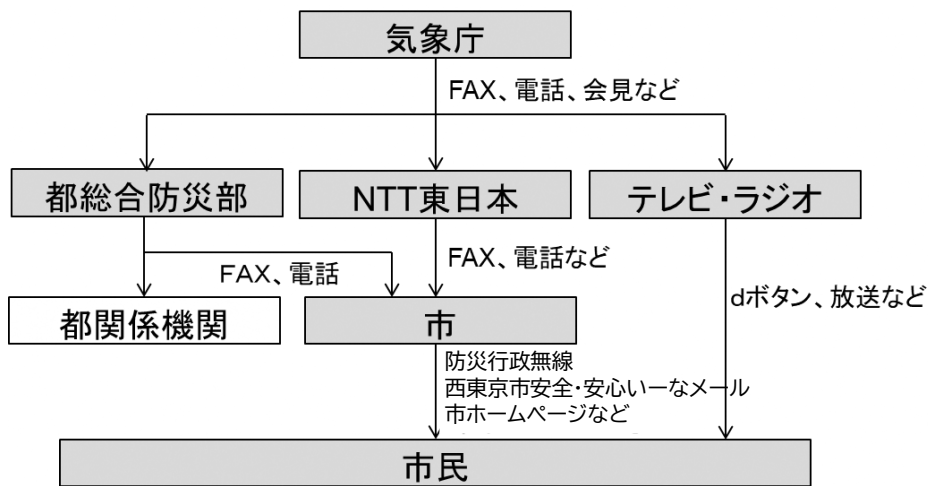 気象庁
FAX、電話、会見など
都総合防災部
NTT東日本
テレビ・ラジオ
FAX、電話
FAX、電話など
dボタン、放送など
都関係機関
市
防災行政無線
西東京市安全・安心いーなメール
市ホームページなど
市民